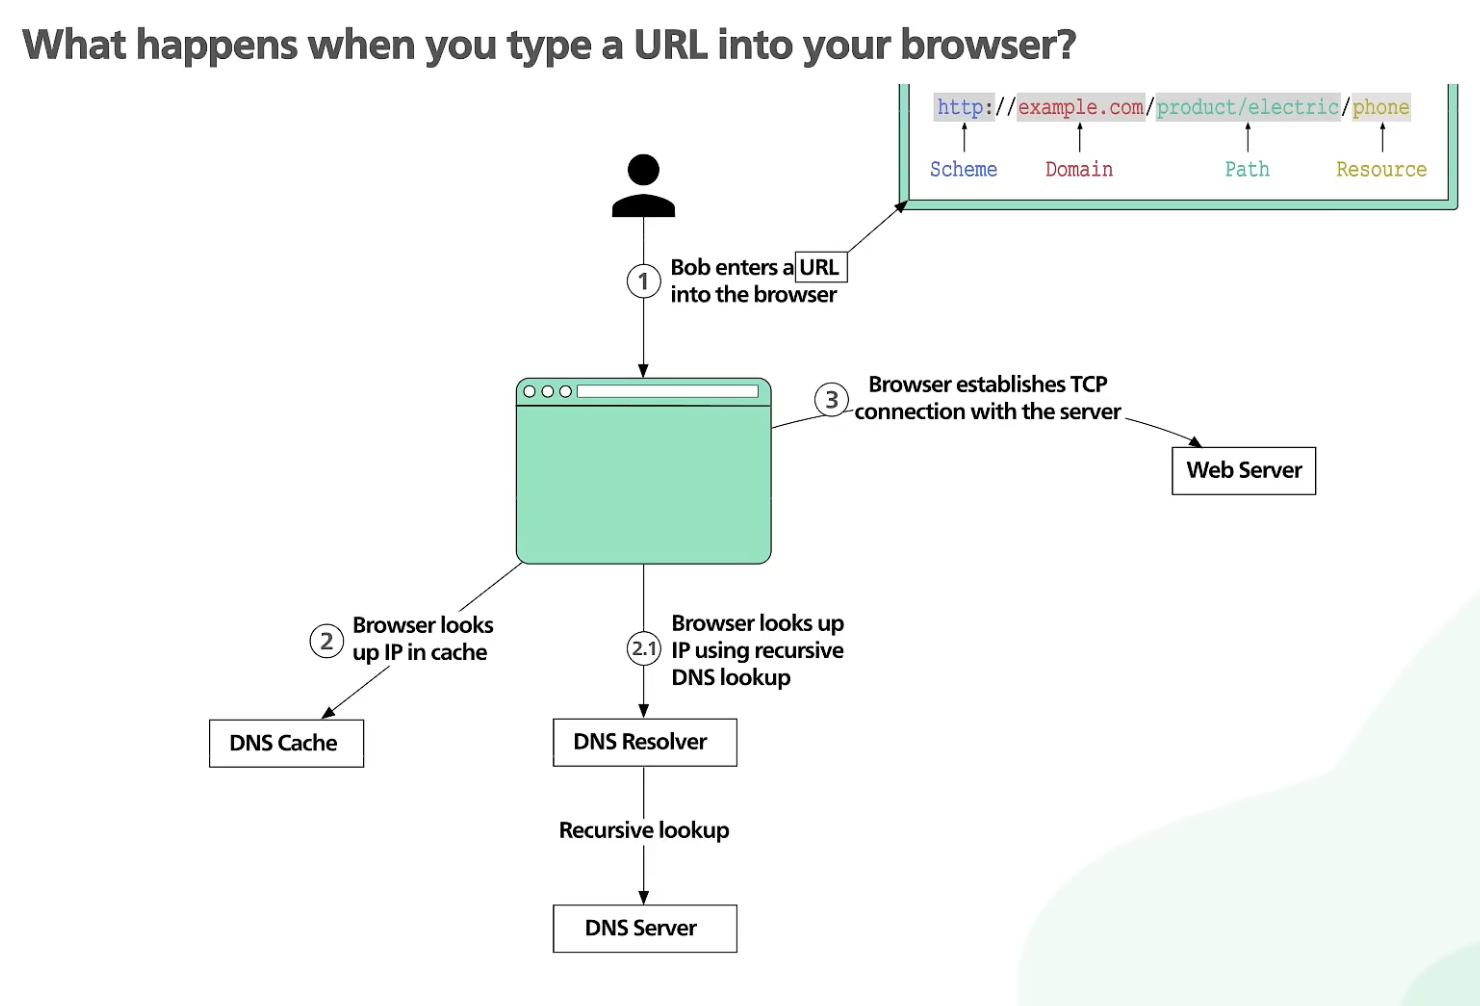 What happens when you type a URL into your browser?
http://example.com/product/electric/phone
Scheme Domain Path Resource
1 Bob enters a URL
into the browser
3 Browser establishes TCP
connection with the server
Web Server
2 Browser looks
up IP in cache
2.1 Browser looks up
IP using recursive
DNS lookup
DNS Cache
DNS Resolver
Recursive lookup
DNS Server